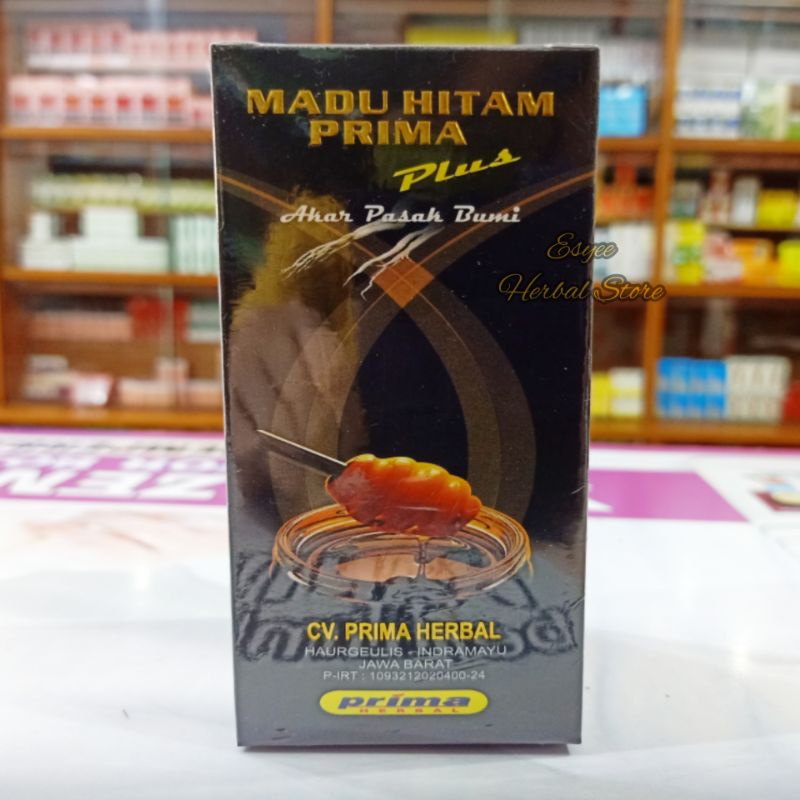 MADU HITAM
PRIMA
Plus
Akar Pasak Bumi
Esyee
Herbal Store
CV. PRIMA HERBAL
HAURGEULIS - INDRAMAYU
JAWA BARAT
P-IRT : 1093212020400-24
prima
HERBAL
ZEN